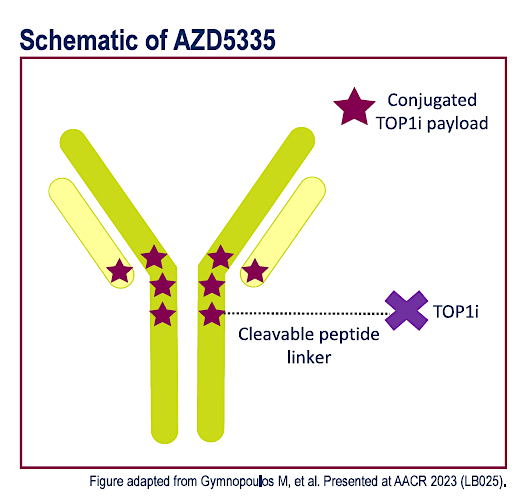 Schematic of AZD5335
Conjugated
TOP1i payload
TOP1i
Cleavable peptide
linker
Figure adapted from Gymnopoulos M, et al. Presented at AACR 2023 (LB025).